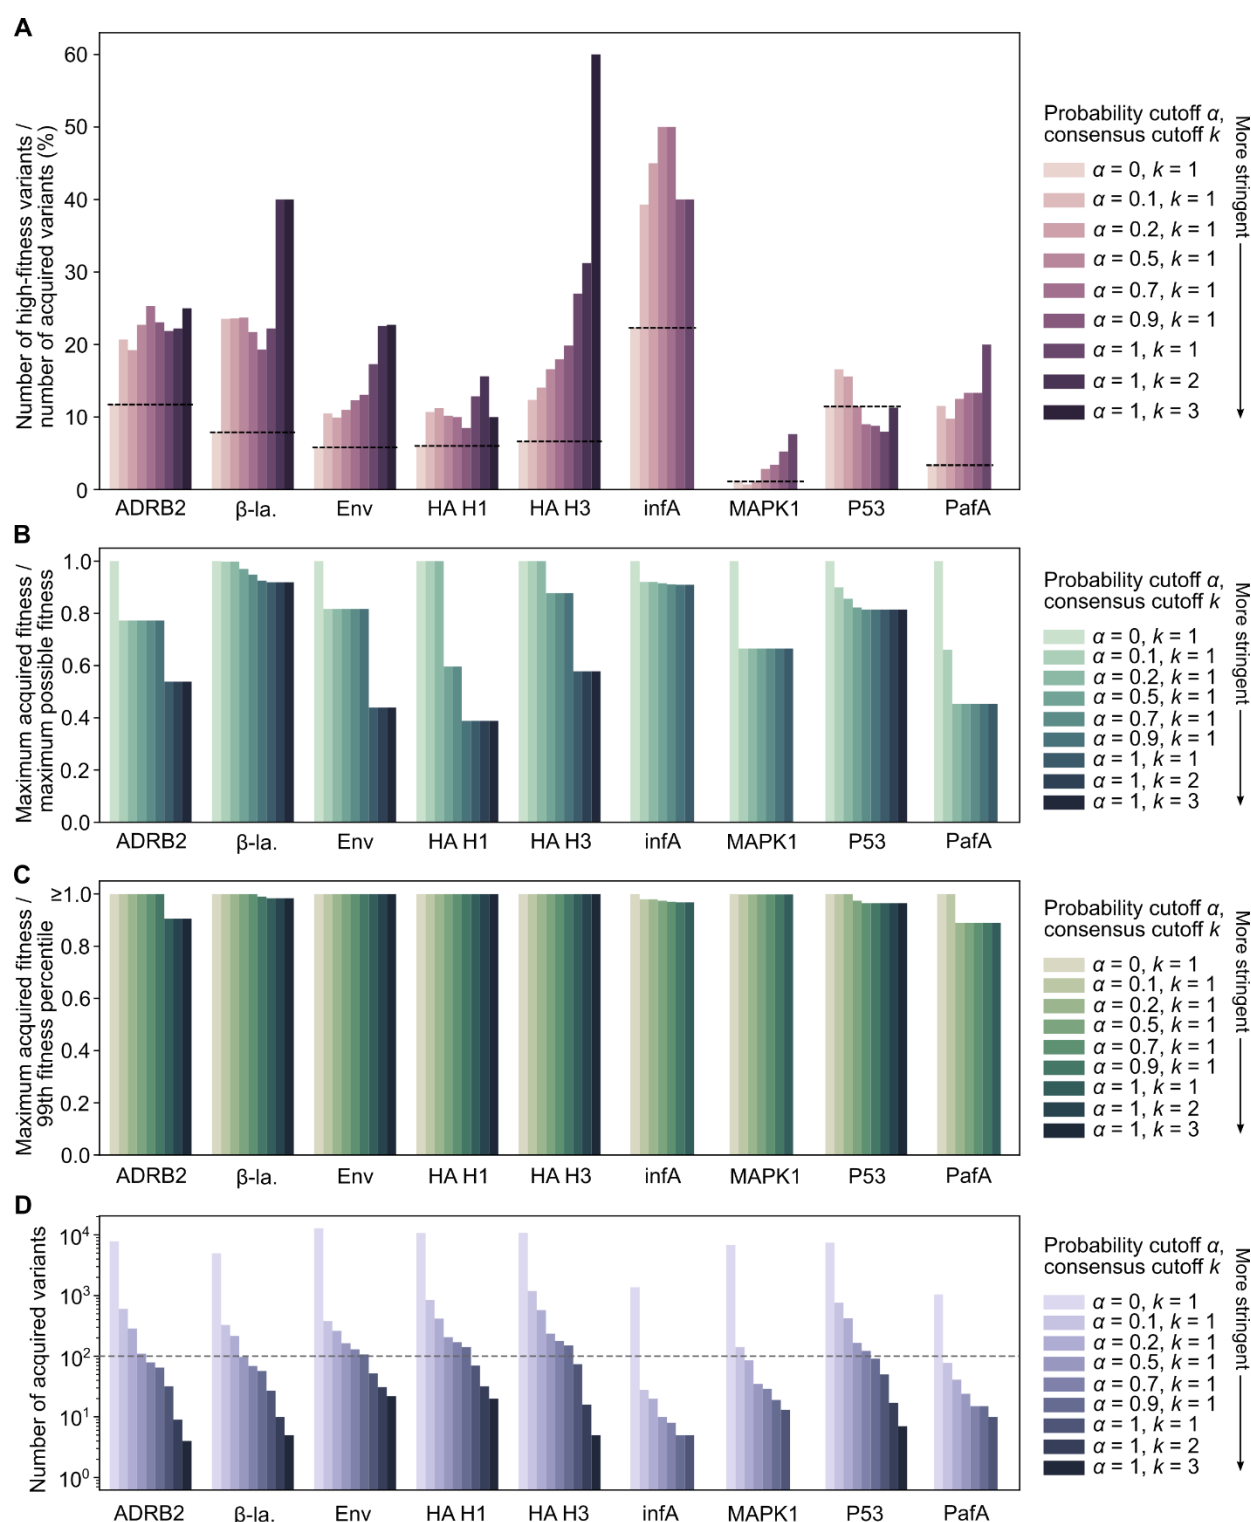 A
Number of high-fitness variants /
number of acquired variants (%)
60
50
40
30
20
10
0
ADRB2
β-la.
Env
HA H1
HA H3
infA
MAPK1
P53
PafA
Probability cutoff α,
consensus cutoff k
α = 0, k = 1
α = 0.1, k = 1
α = 0.2, k = 1
α = 0.5, k = 1
α = 0.7, k = 1
α = 0.9, k = 1
α = 1, k = 1
α = 1, k = 2
α = 1, k = 3
More stringent
B
Maximum acquired fitness /
maximum possible fitness
1.0
0.8
0.6
0.4
0.2
0.0
ADRB2
β-la.
Env
HA H1
HA H3
infA
MAPK1
P53
PafA
Probability cutoff α,
consensus cutoff k
α = 0, k = 1
α = 0.1, k = 1
α = 0.2, k = 1
α = 0.5, k = 1
α = 0.7, k = 1
α = 0.9, k = 1
α = 1, k = 1
α = 1, k = 2
α = 1, k = 3
More stringent
C
Maximum acquired fitness /
99th fitness percentile
≥1.0
0.8
0.6
0.4
0.2
0.0
ADRB2
β-la.
Env
HA H1
HA H3
infA
MAPK1
P53
PafA
Probability cutoff α,
consensus cutoff k
α = 0, k = 1
α = 0.1, k = 1
α = 0.2, k = 1
α = 0.5, k = 1
α = 0.7, k = 1
α = 0.9, k = 1
α = 1, k = 1
α = 1, k = 2
α = 1, k = 3
More stringent
D
Number of acquired variants
10⁴
10³
10²
10¹
10⁰
ADRB2
β-la.
Env
HA H1
HA H3
infA
MAPK1
P53
PafA
Probability cutoff α,
consensus cutoff k
α = 0, k = 1
α = 0.1, k = 1
α = 0.2, k = 1
α = 0.5, k = 1
α = 0.7, k = 1
α = 0.9, k = 1
α = 1, k = 1
α = 1, k = 2
α = 1, k = 3
More stringent